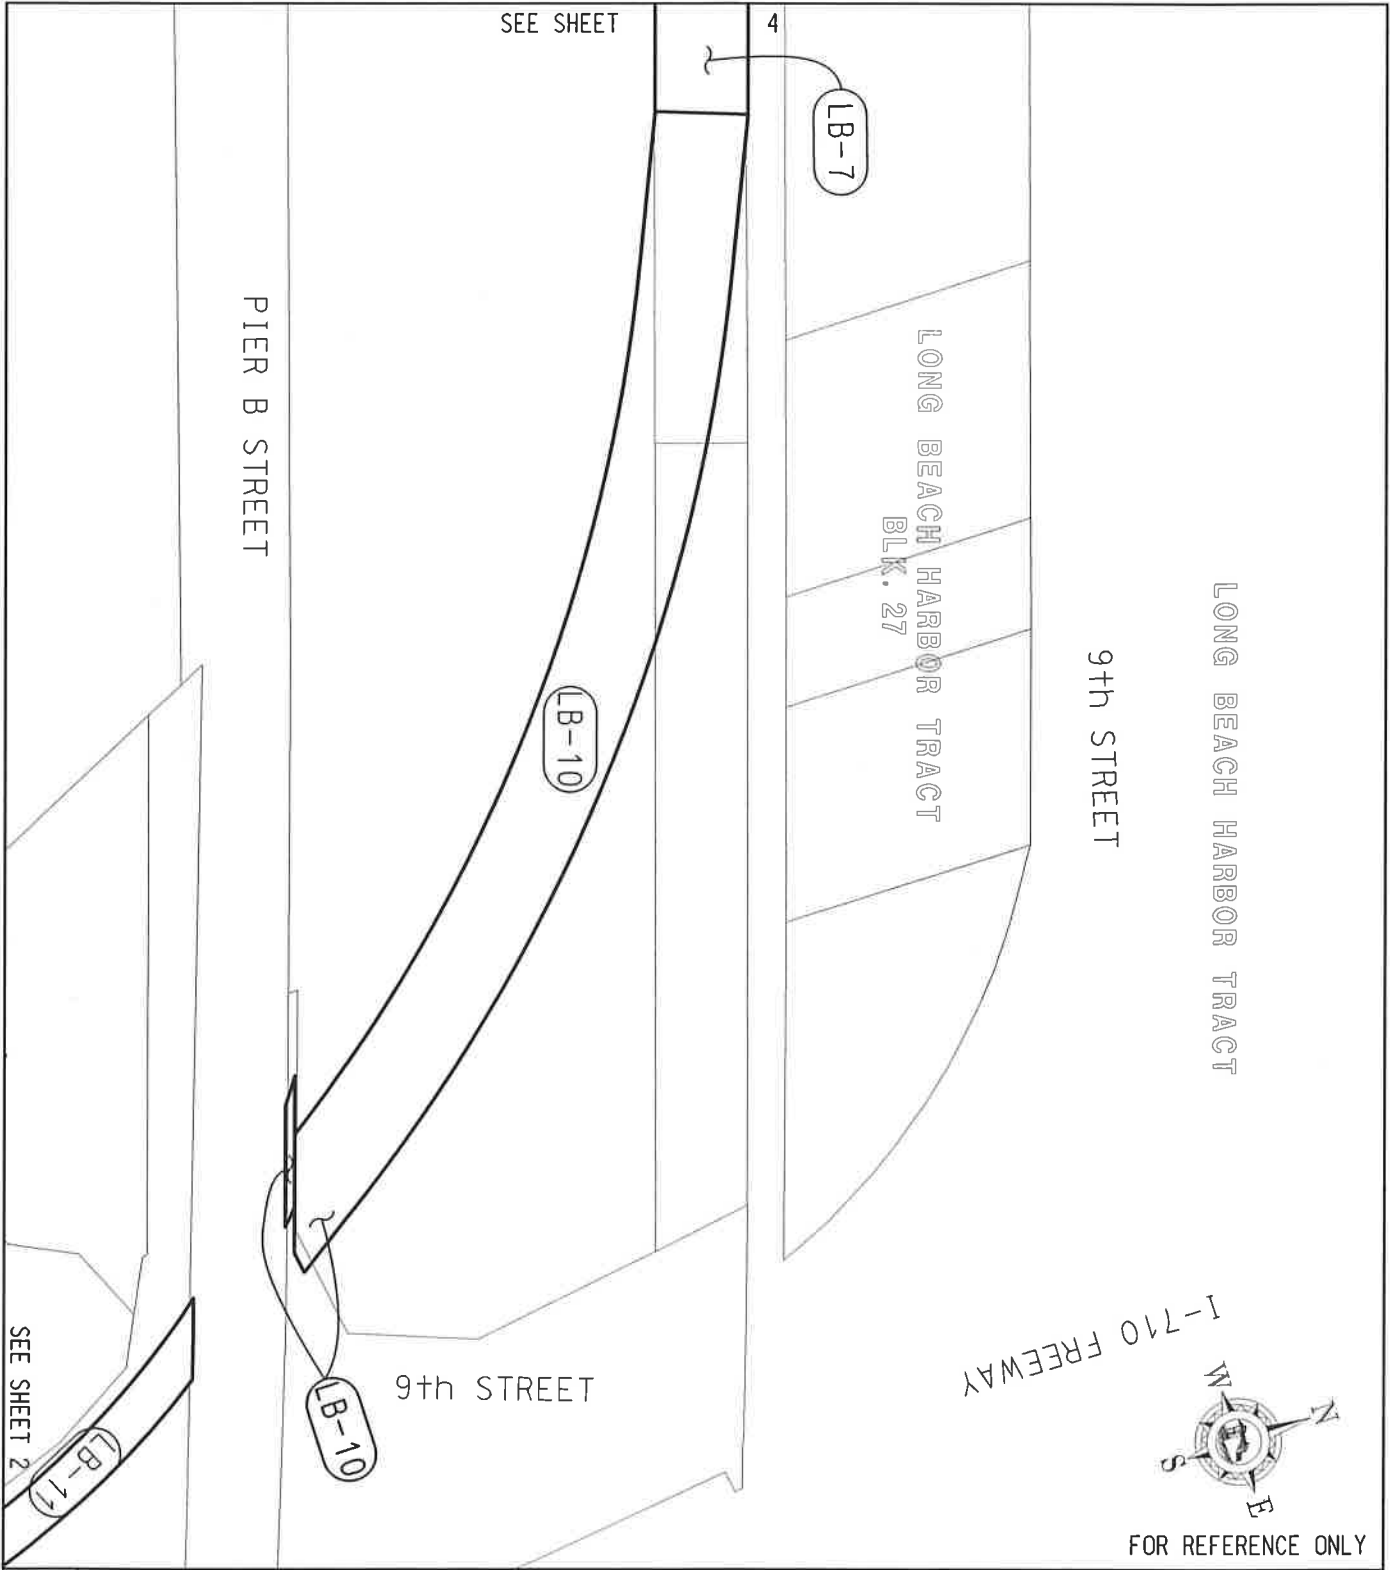 SEE SHEET 4
LB-7
PIER B STREET
LONG BEACH HARBOR TRACT
BLK. 27
LONG BEACH HARBOR TRACT
9th STREET
LB-10
I-710 FREEWAY
9th STREET
LB-10
LB-11
SEE SHEET 2
N
W
S
E
FOR REFERENCE ONLY